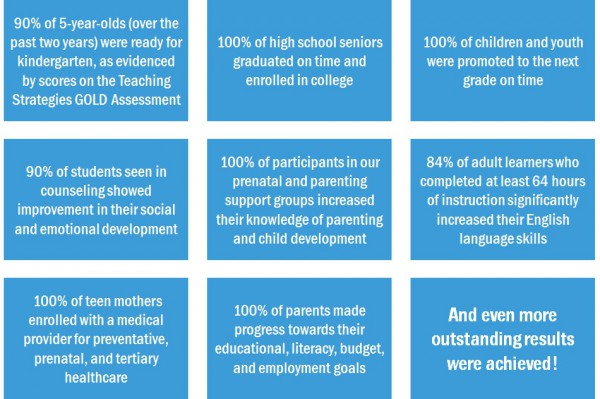 90% of 5-year-olds (over the
past two years) were ready for
kindergarten, as evidenced
by scores on the Teaching
Strategies GOLD Assessment
100% of high school seniors
graduated on time and
enrolled in college
100% of children and youth
were promoted to the next
grade on time
90% of students seen in
counseling showed
improvement in their social
and emotional development
100% of participants in our
prenatal and parenting
support groups increased
their knowledge of parenting
and child development
84% of adult learners who
completed at least 64 hours
of instruction significantly
increased their English
language skills
100% of teen mothers
enrolled with a medical
provider for preventative,
prenatal, and tertiary
healthcare
100% of parents made
progress towards their
educational, literacy, budget,
and employment goals
And even more
outstanding results
were achieved!